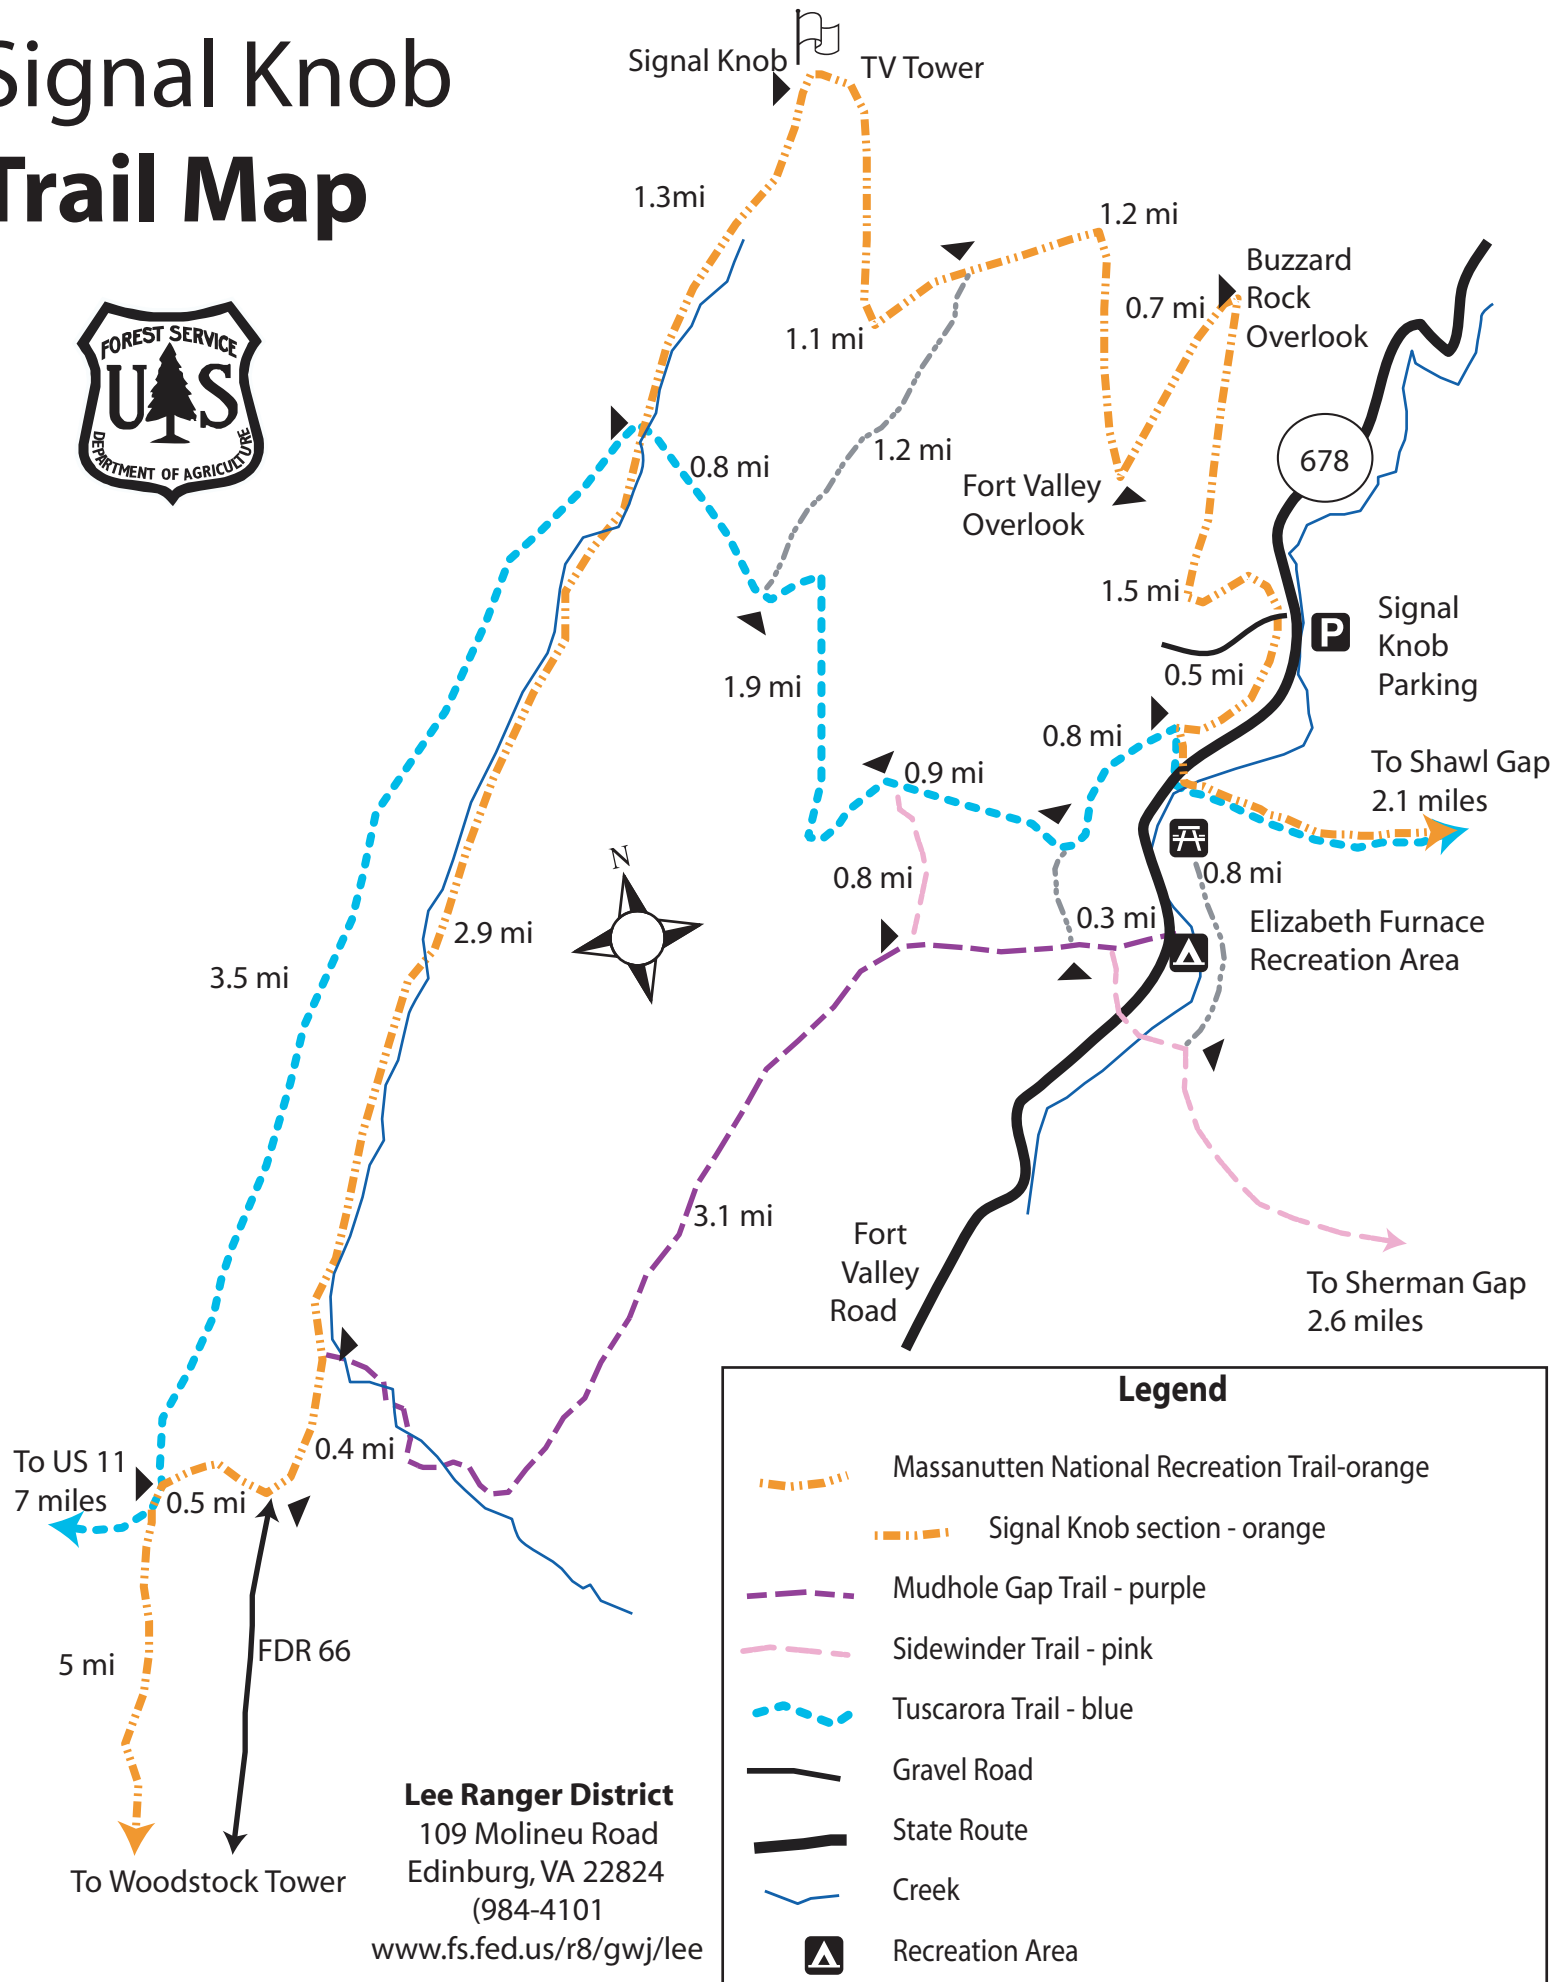 Signal Knob
Trail Map
FOREST SERVICE
U S
DEPARTMENT OF AGRICULTURE
Signal Knob
TV Tower
1.3mi
1.2 mi
Buzzard
Rock
Overlook
0.7 mi
1.1 mi
1.2 mi
0.8 mi
678
Fort Valley
Overlook
1.5 mi
P
Signal
Knob
Parking
0.5 mi
1.9 mi
0.8 mi
To Shawl Gap
2.1 miles
0.9 mi
0.8 mi
0.8 mi
0.3 mi
Elizabeth Furnace
Recreation Area
N
2.9 mi
3.5 mi
3.1 mi
Fort
Valley
Road
To Sherman Gap
2.6 miles
0.4 mi
To US 11
7 miles
0.5 mi
5 mi
FDR 66
To Woodstock Tower
Lee Ranger District
109 Molineu Road
Edinburg, VA 22824
(984-4101
www.fs.fed.us/r8/gwj/lee
Legend
Massanutten National Recreation Trail-orange
Signal Knob section - orange
Mudhole Gap Trail - purple
Sidewinder Trail - pink
Tuscarora Trail - blue
Gravel Road
State Route
Creek
Recreation Area